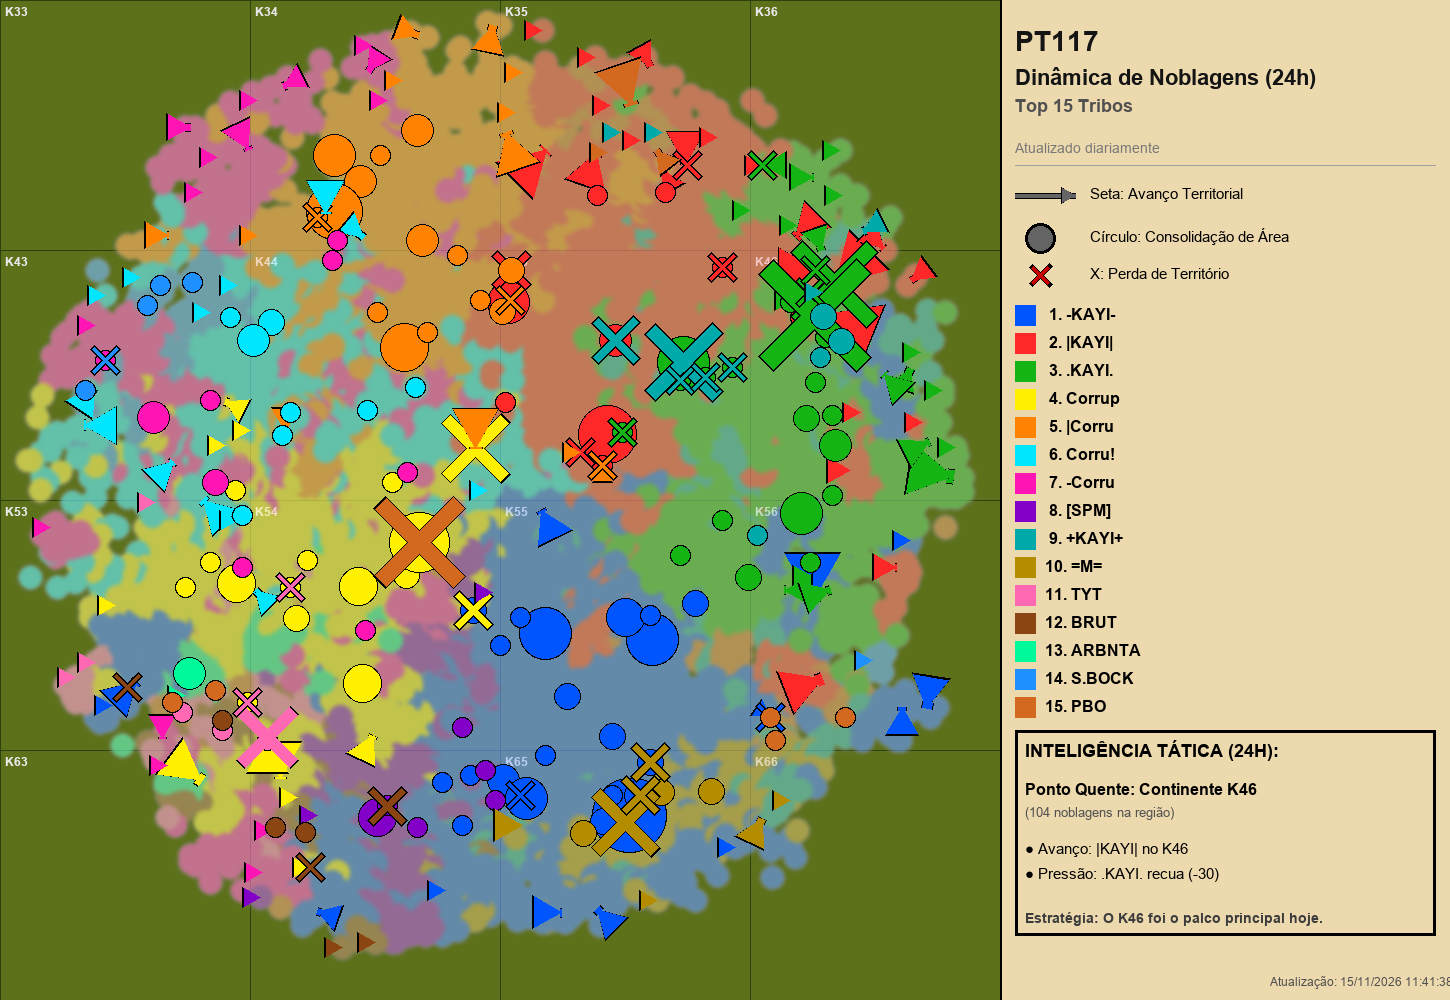 K33
K34
K35
K36
K43
K44
K53
K54
K55
K56
K63
K65
K66
PT117
Dinâmica de Noblagens (24h)
Top 15 Tribos
Atualizado diariamente
Seta: Avanço Territorial
Círculo: Consolidação de Área
X: Perda de Território
1. -KAYI-
2. |KAYI|
3. .KAYI.
4. Corrup
5. |Corru
6. Corru!
7. -Corru
8. [SPM]
9. +KAYI+
10. =M=
11. TYT
12. BRUT
13. ARBNTA
14. S.BOCK
15. PBO
INTELIGÊNCIA TÁTICA (24H):
Ponto Quente: Continente K46
(104 noblagens na região)
● Avanço: |KAYI| no K46
● Pressão: .KAYI. recua (-30)
Estratégia: O K46 foi o palco principal hoje.
Atualização: 15/11/2026 11:41:38